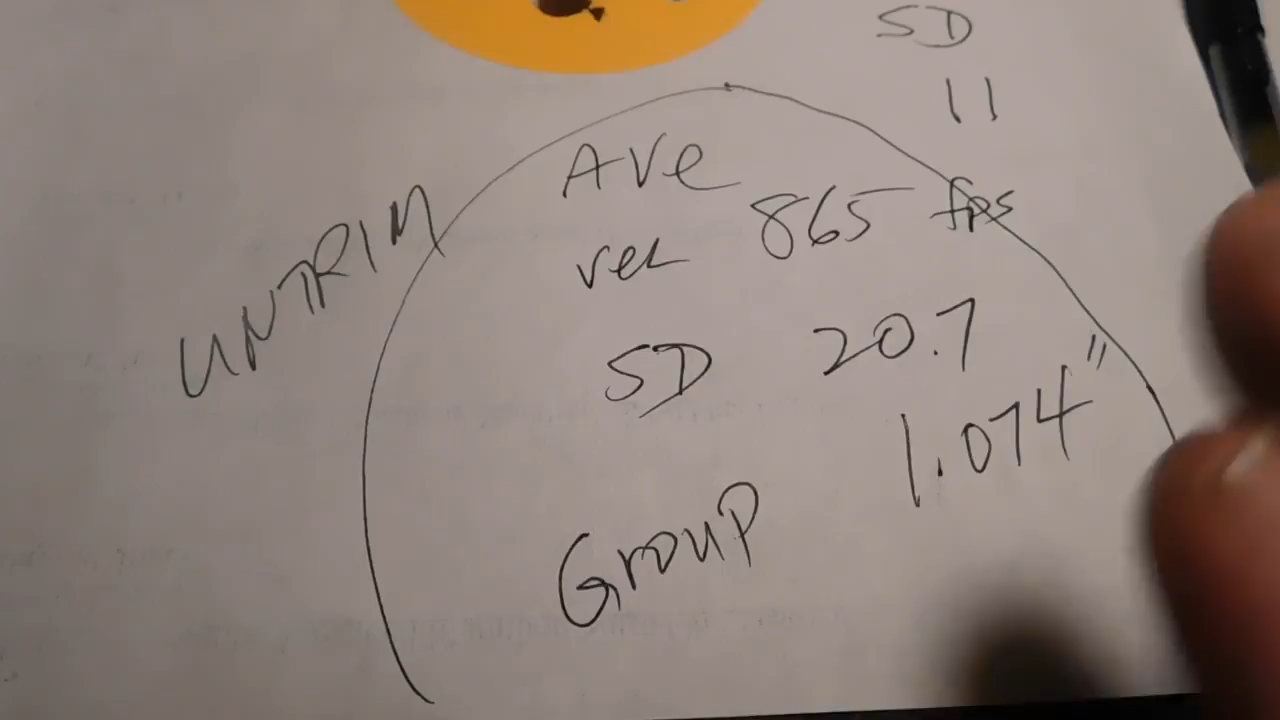 SD
11
UNTRIM
Ave
vel 865 fps
SD 20.7
Group 1.074"